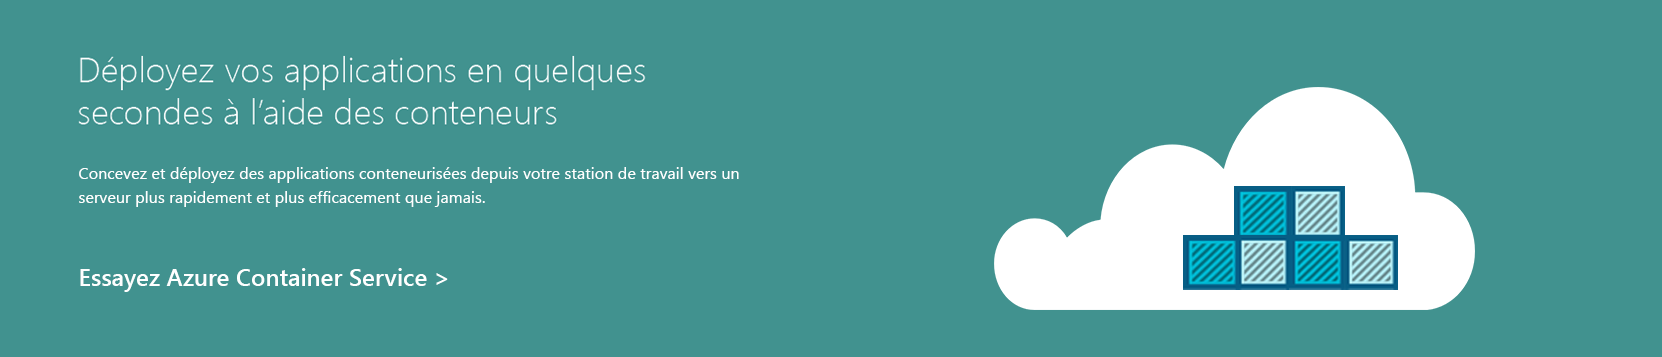 Déployez vos applications en quelques
secondes à l’aide des conteneurs
Concevez et déployez des applications conteneurisées depuis votre station de travail vers un
serveur plus rapidement et plus efficacement que jamais.
Essayez Azure Container Service >